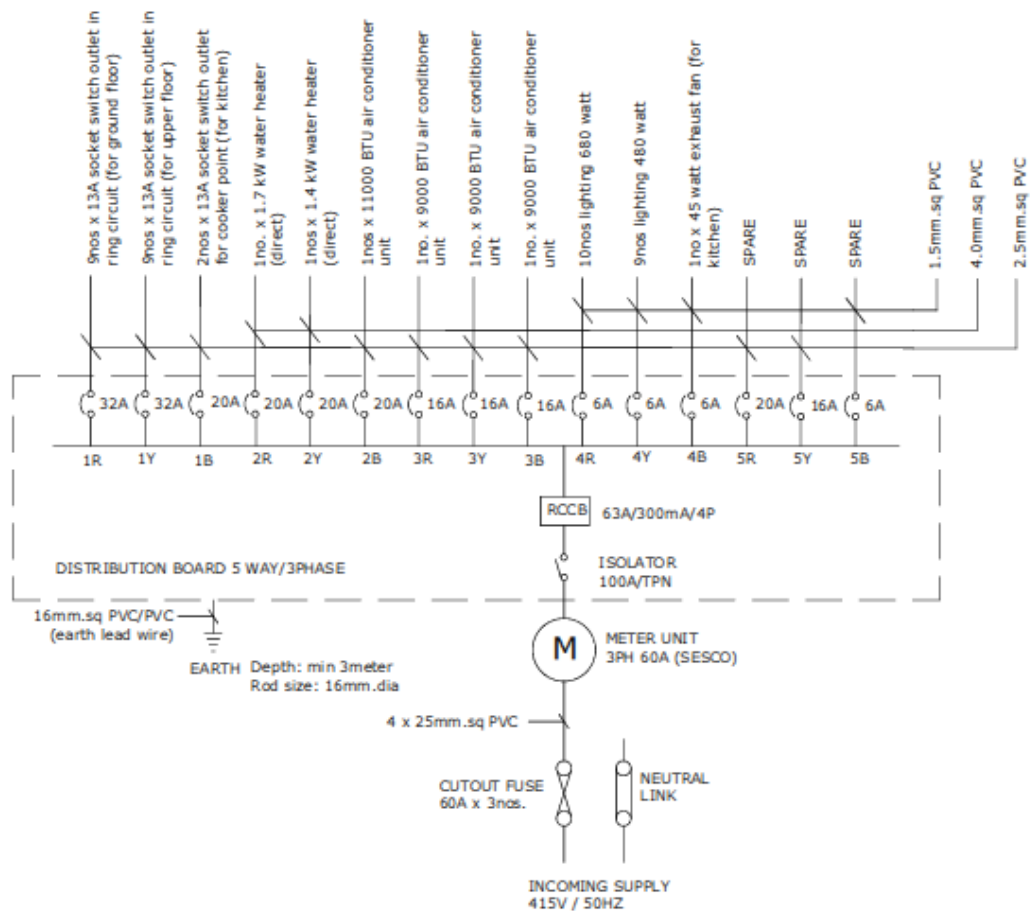 9nos x 13A socket switch outlet in
ring circuit (for ground floor)
9nos x 13A socket switch outlet in
ring circuit (for upper floor)
2nos x 13A socket switch outlet
for cooker point (for kitchen)
1no. x 1.7 kW water heater
(direct)
1nos x 1.4 kW water heater
(direct)
1nos x 11000 BTU air conditioner
unit
1no. x 9000 BTU air conditioner
unit
1no. x 9000 BTU air conditioner
unit
1no. x 9000 BTU air conditioner
unit
10nos lighting 680 watt
9nos lighting 480 watt
1no x 45 watt exhaust fan (for
kitchen)
SPARE
SPARE
SPARE
1.5mm.sq PVC
4.0mm.sq PVC
2.5mm.sq PVC
32A 32A 20A 20A 20A 20A 16A 16A 16A 6A 6A 6A 20A 16A 6A
1R 1Y 1B 2R 2Y 2B 3R 3Y 3B 4R 4Y 4B 5R 5Y 5B
RCCB 63A/300mA/4P
ISOLATOR
100A/TPN
DISTRIBUTION BOARD 5 WAY/3PHASE
16mm.sq PVC/PVC
(earth lead wire)
EARTH Depth: min 3meter
Rod size: 16mm.dia
M
METER UNIT
3PH 60A (SESCO)
4 x 25mm.sq PVC
CUTOUT FUSE
60A x 3nos.
NEUTRAL
LINK
INCOMING SUPPLY
415V / 50HZ